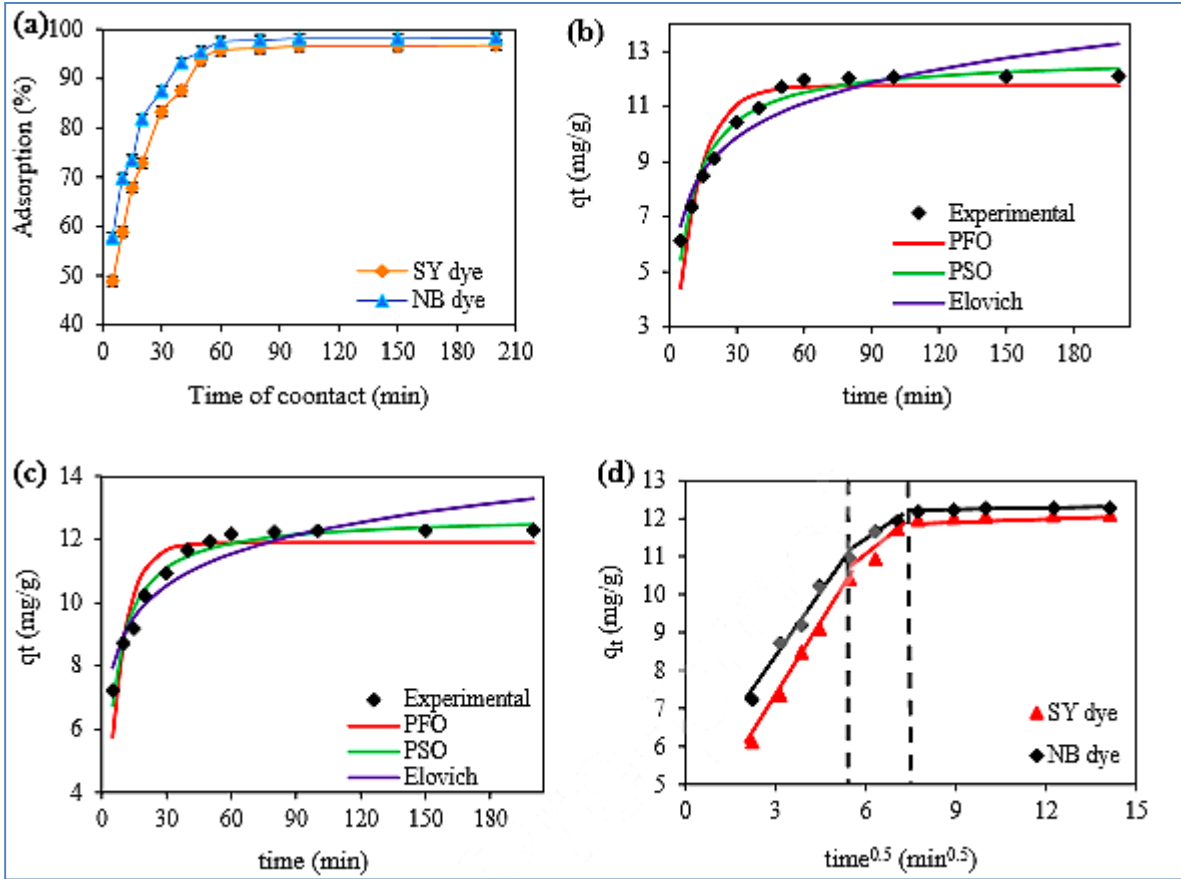 (a)
Adsorption (%)
100
90
80
70
60
50
40
SY dye
NB dye
0 30 60 90 120 150 180 210
Time of coontact (min)
(b)
qt (mg/g)
13
11
9
7
5
3
Experimental
PFO
PSO
Elovich
0 30 60 90 120 150 180
time (min)
(c)
qt (mg/g)
14
12
10
8
6
4
Experimental
PFO
PSO
Elovich
0 30 60 90 120 150 180
time (min)
(d)
qt (mg/g)
13
12
11
10
9
8
7
6
5
SY dye
NB dye
0 3 6 9 12 15
time0.5 (min0.5)